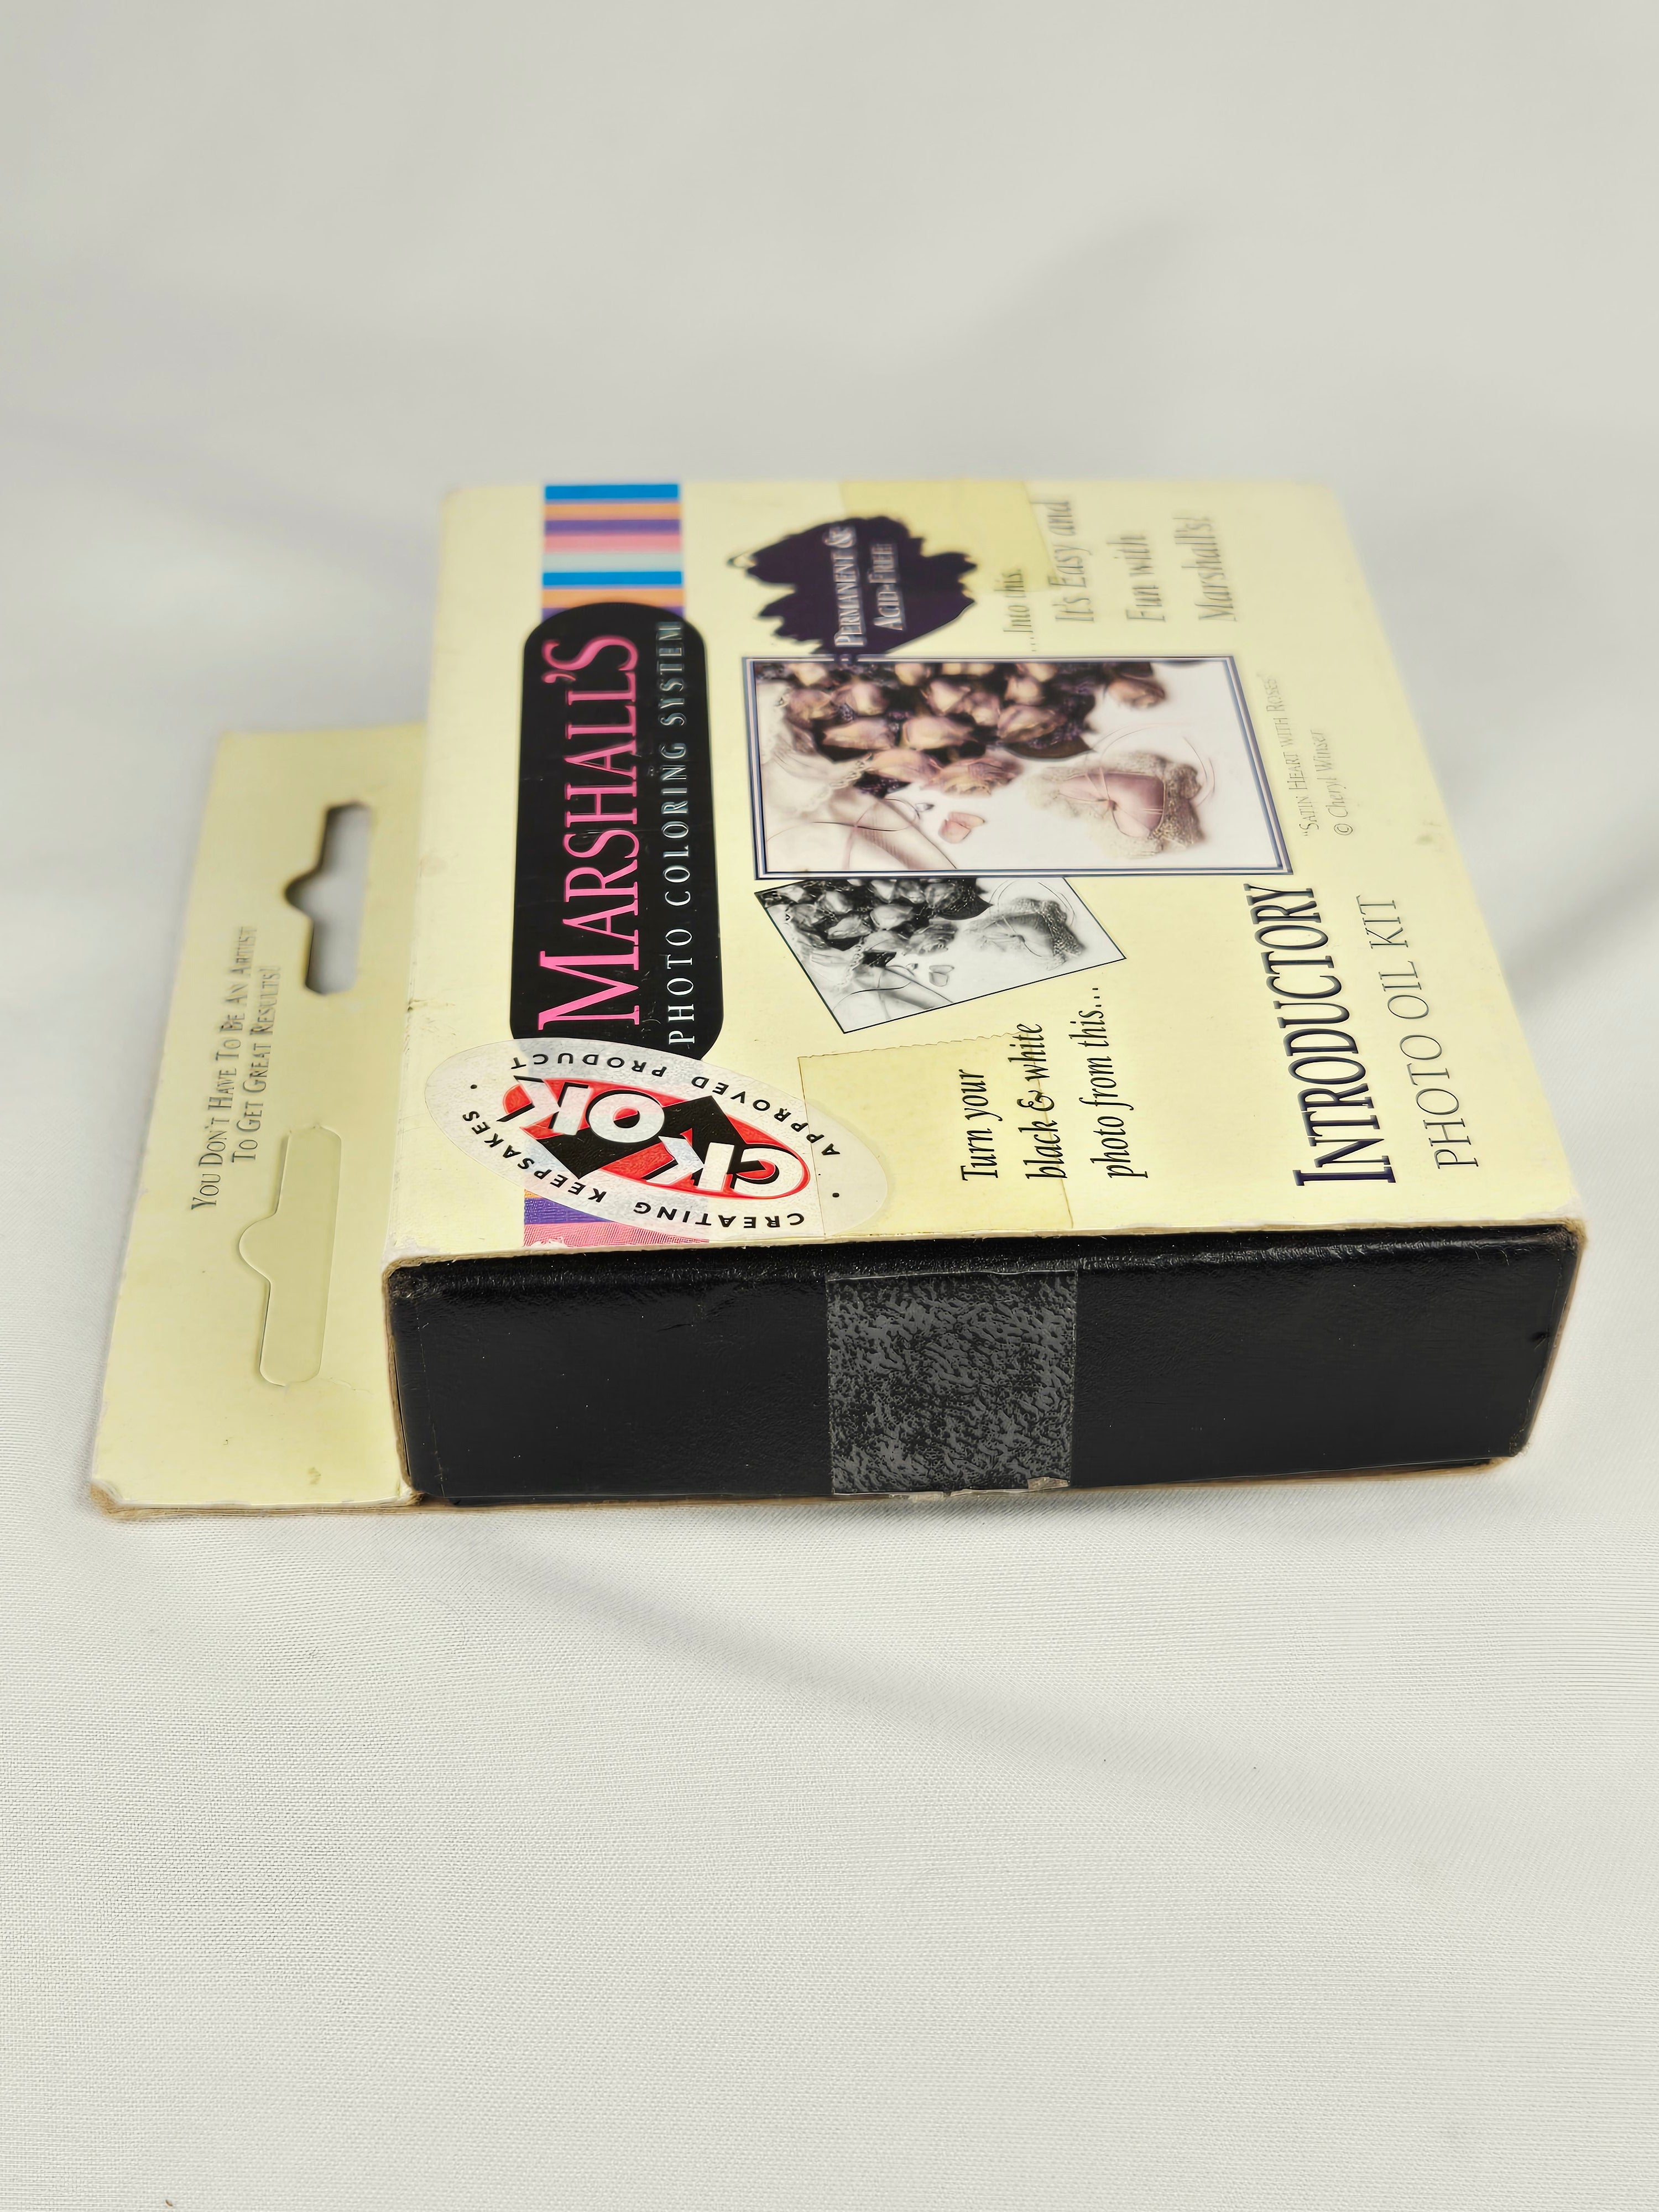 YOU DON'T HAVE TO BE AN ARTIST
TO GET GREAT RESULTS!
MARSHALL'S
PHOTO COLORING SYSTEM
CREATING KEEPSAKES • APPROVED PRODUCT •
CK OK!
PERMANENT &
ACID-FREE
Turn your
black & white
photo from this...
...Into this.
It's Easy and
Fun with
Marshall's!
"SATIN HEART WITH ROSES"
© Cheryl Winser
INTRODUCTORY
PHOTO OIL KIT